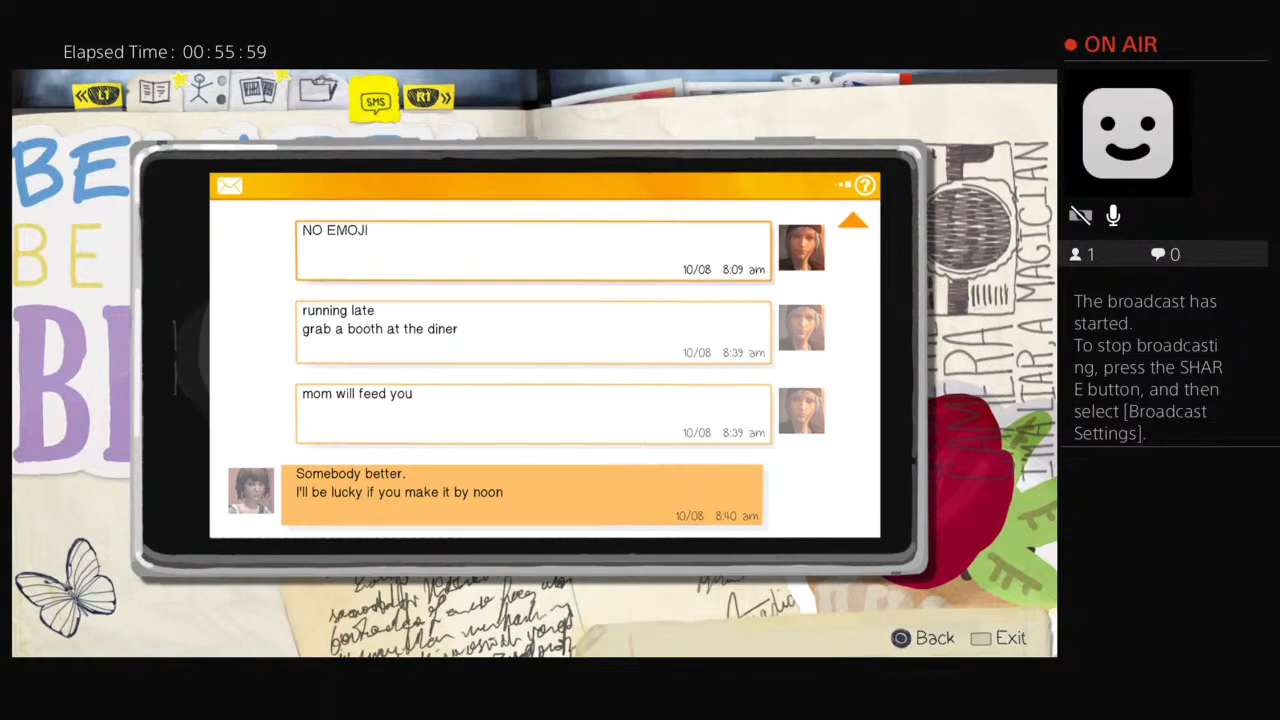 Elapsed Time: 00:55:59
ON AIR
«L1
SMS
R1»
BE
BE
NO EMOJI
10/08 8:09 am
running late
grab a booth at the diner
10/08 8:39 am
mom will feed you
10/08 8:39 am
Somebody better.
I'll be lucky if you make it by noon
10/08 8:40 am
I'M A LIAR, A MAGICIAN
CAMERA
Back
Exit
1
0
The broadcast has
started.
To stop broadcasti
ng, press the SHAR
E button, and then
select [Broadcast
Settings].